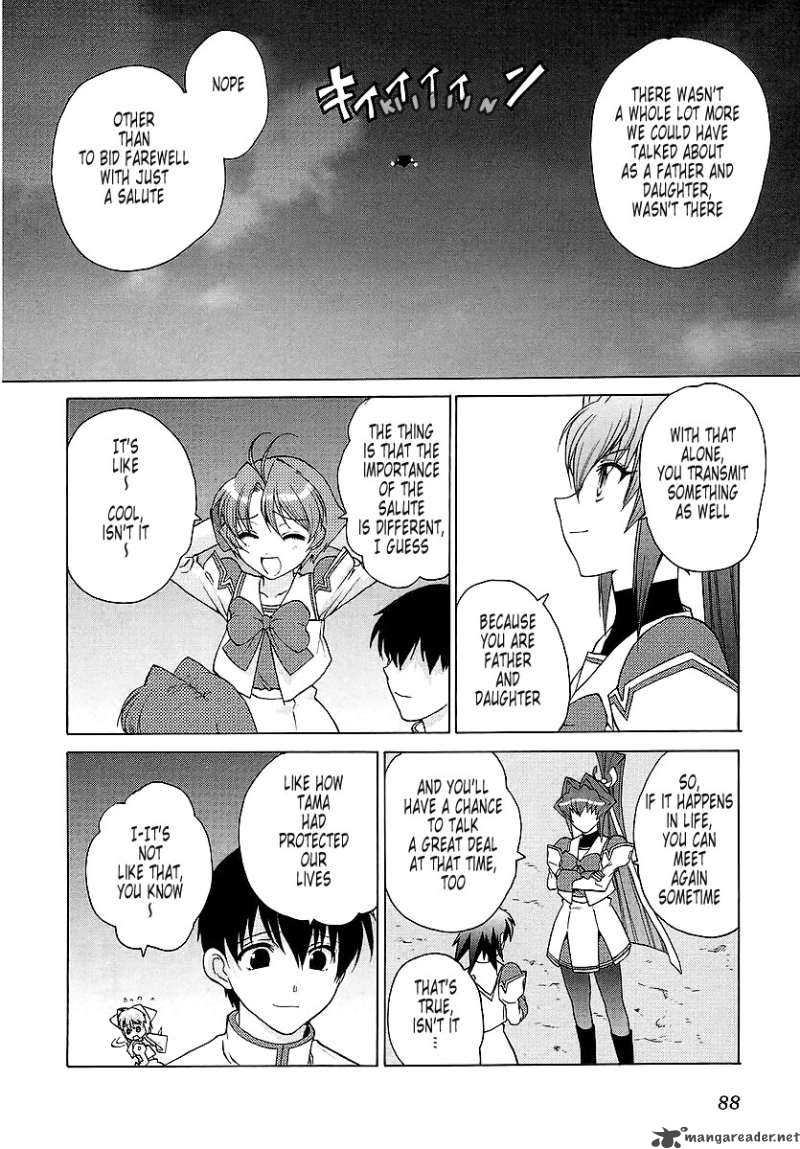 THERE WASN'T
A WHOLE LOT MORE
WE COULD HAVE
TALKED ABOUT
AS A FATHER AND
DAUGHTER,
WASN'T THERE
キイイイィン
KIIIIIN
NOPE
OTHER
THAN
TO BID FAREWELL
WITH JUST
A SALUTE
WITH THAT
ALONE,
YOU TRANSMIT
SOMETHING
AS WELL
BECAUSE
YOU ARE
FATHER
AND
DAUGHTER
THE THING
IS THAT THE
IMPORTANCE
OF THE
SALUTE
IS DIFFERENT,
I GUESS
IT'S
LIKE
~
COOL,
ISN'T IT
~
SO,
IF IT HAPPENS
IN LIFE,
YOU CAN
MEET
AGAIN
SOMETIME
AND YOU'LL
HAVE A CHANCE
TO TALK
A GREAT DEAL
AT THAT TIME,
TOO
THAT'S
TRUE,
ISN'T IT
...
LIKE HOW
TAMA
HAD
PROTECTED
OUR
LIVES
I-IT'S
NOT
LIKE THAT,
YOU KNOW
~
88
mangareader.net